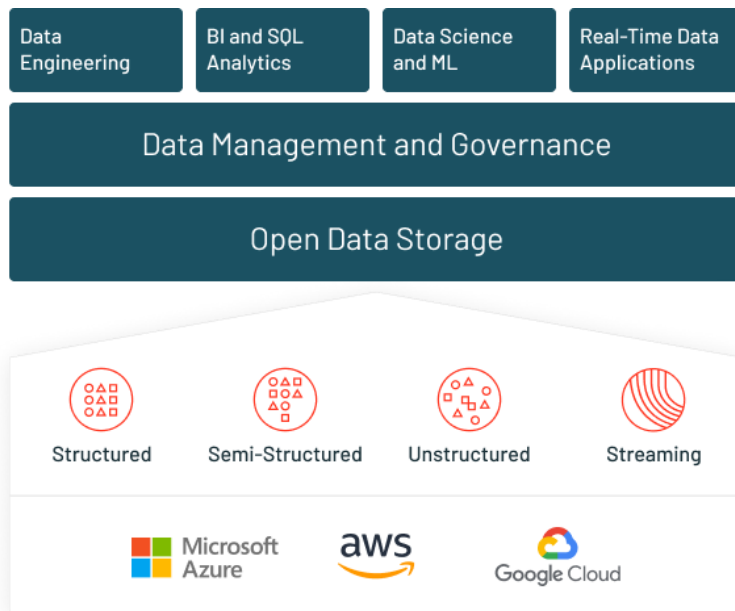 Data
Engineering
BI and SQL
Analytics
Data Science
and ML
Real-Time Data
Applications
Data Management and Governance
Open Data Storage
Structured
Semi-Structured
Unstructured
Streaming
Microsoft
Azure
aws
Google Cloud